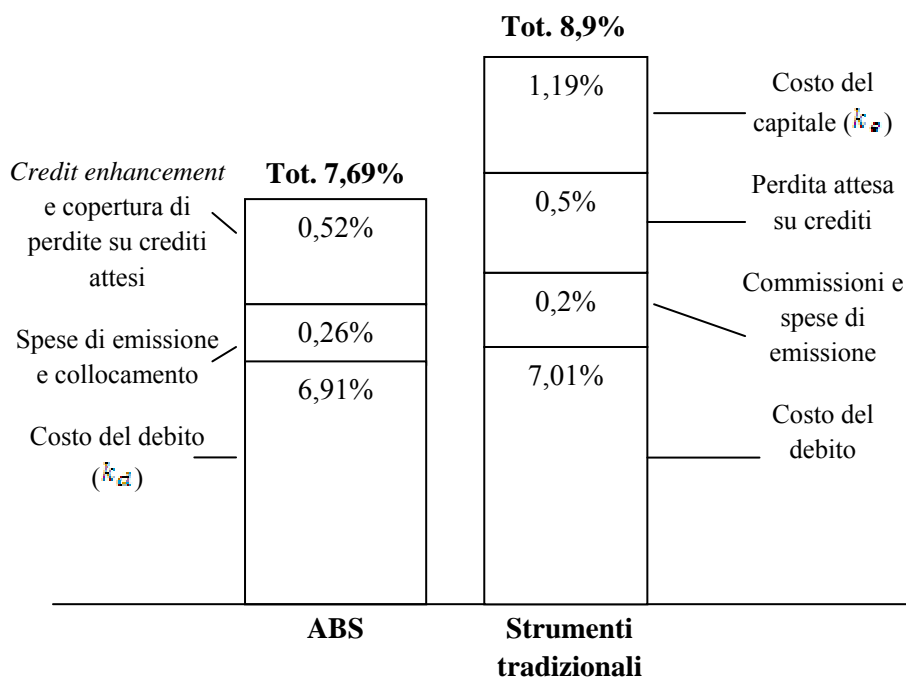 Tot. 8,9%
1,19%
Costo del
capitale (kₑ)
Credit enhancement
e copertura di
perdite su crediti
attesi
Tot. 7,69%
0,52%
0,5%
Perdita attesa
su crediti
Spese di emissione
e collocamento
0,26%
0,2%
Commissioni e
spese di
emissione
6,91%
7,01%
Costo del debito
(k_d)
Costo del
debito
ABS
Strumenti
tradizionali